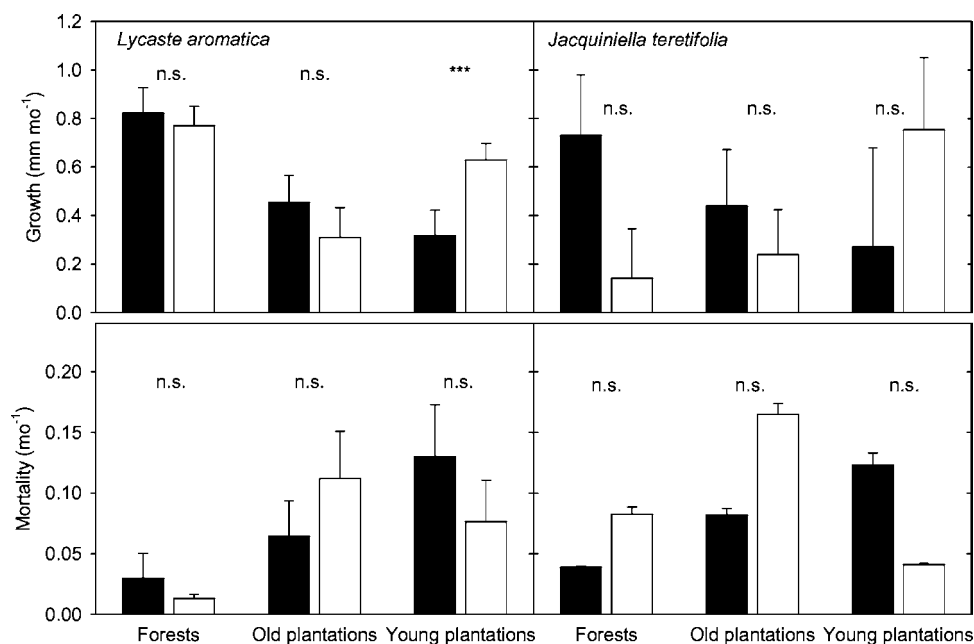 1.2
Lycaste aromatica
Jacquiniella teretifolia
1.0
n.s.
n.s.
***
n.s.
n.s.
n.s.
0.8
0.6
0.4
0.2
0.0
Growth (mm mo⁻¹)
0.20
n.s.
n.s.
n.s.
n.s.
n.s.
n.s.
0.15
0.10
0.05
0.00
Mortality (mo⁻¹)
Forests
Old plantations
Young plantations
Forests
Old plantations
Young plantations